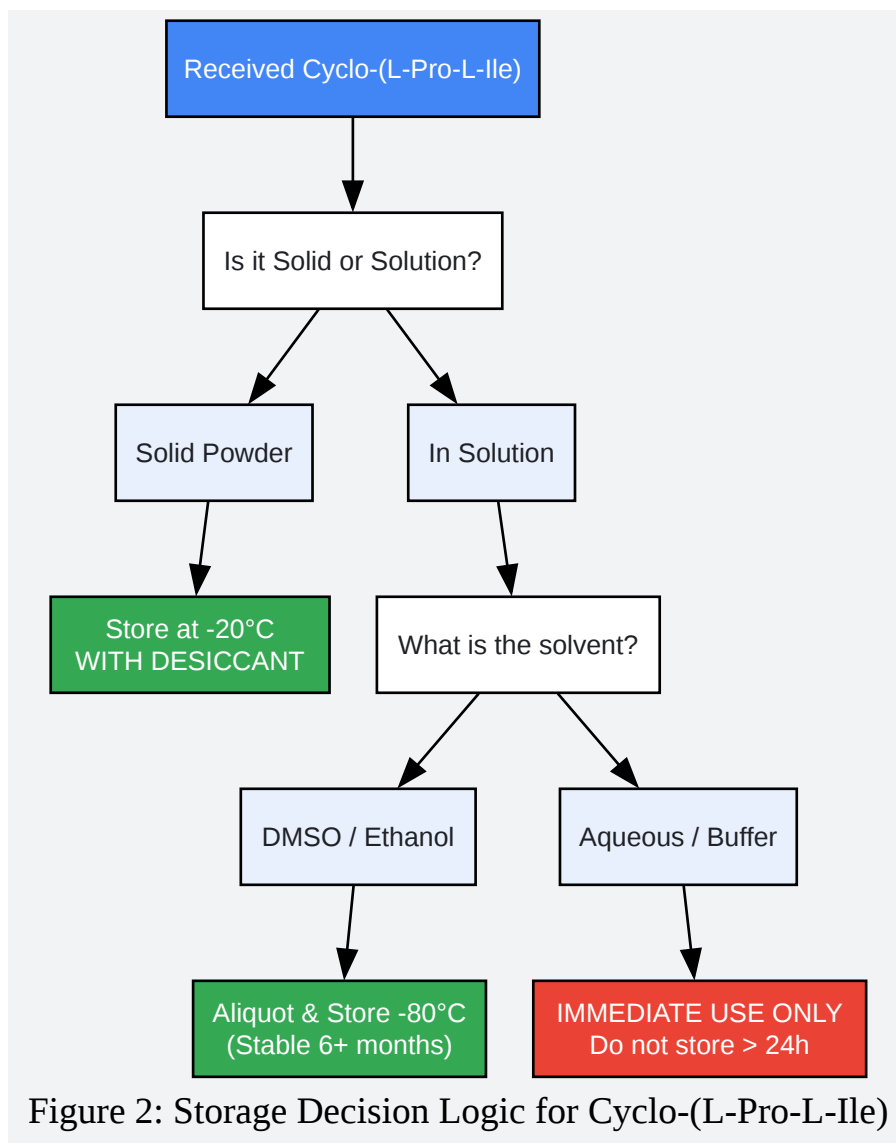 Received Cyclo-(L-Pro-L-Ile)
Is it Solid or Solution?
Solid Powder
In Solution
Store at -20°C
WITH DESICCANT
What is the solvent?
DMSO / Ethanol
Aqueous / Buffer
Aliquot & Store -80°C
(Stable 6+ months)
IMMEDIATE USE ONLY
Do not store > 24h
Figure 2: Storage Decision Logic for Cyclo-(L-Pro-L-Ile)